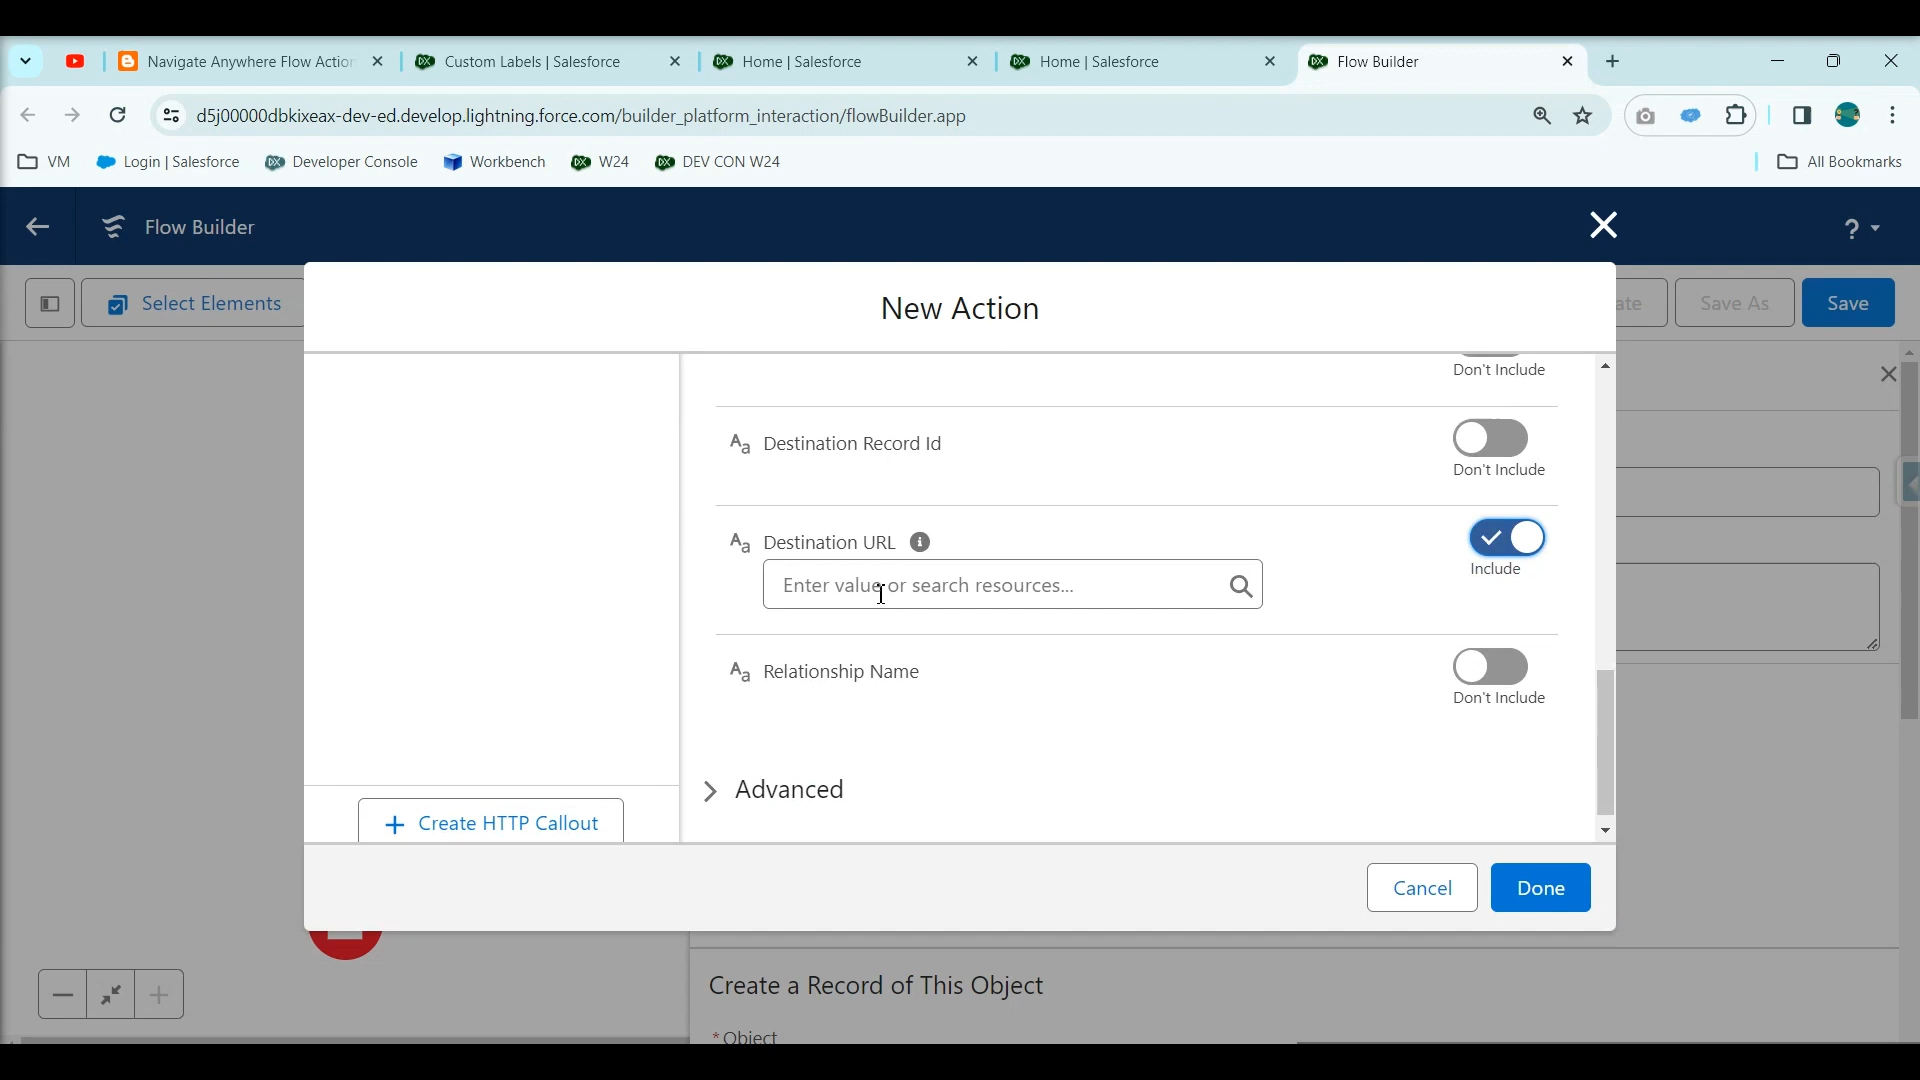 Navigate Anywhere Flow Action
Custom Labels | Salesforce
Home | Salesforce
Home | Salesforce
Flow Builder
d5j00000dbkixeax-dev-ed.develop.lightning.force.com/builder_platform_interaction/flowBuilder.app
VM
Login | Salesforce
Developer Console
Workbench
W24
DEV CON W24
All Bookmarks
Flow Builder
?
Select Elements
New Action
ate
Save As
Save
Don't Include
Aa Destination Record Id
Don't Include
Aa Destination URL
Include
Enter value or search resources...
Aa Relationship Name
Don't Include
Advanced
+ Create HTTP Callout
Cancel
Done
Create a Record of This Object
* Object